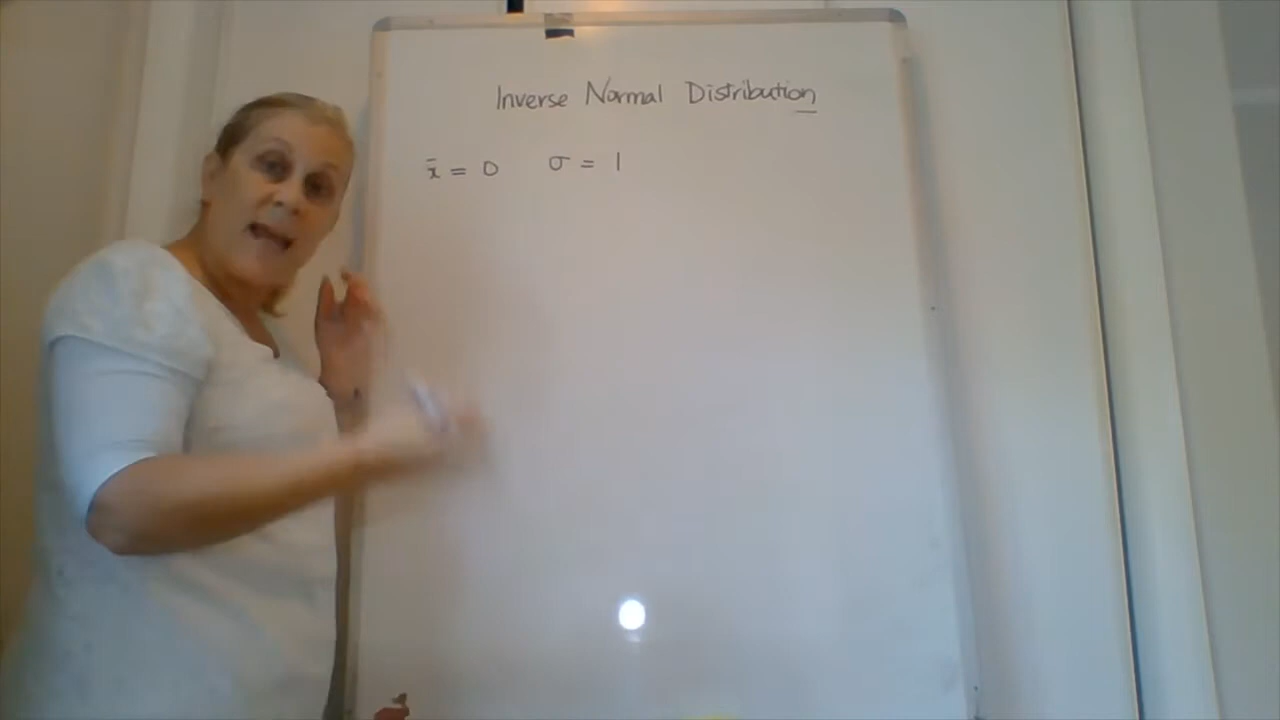 Inverse Normal Distribution
x̄ = 0 σ = 1